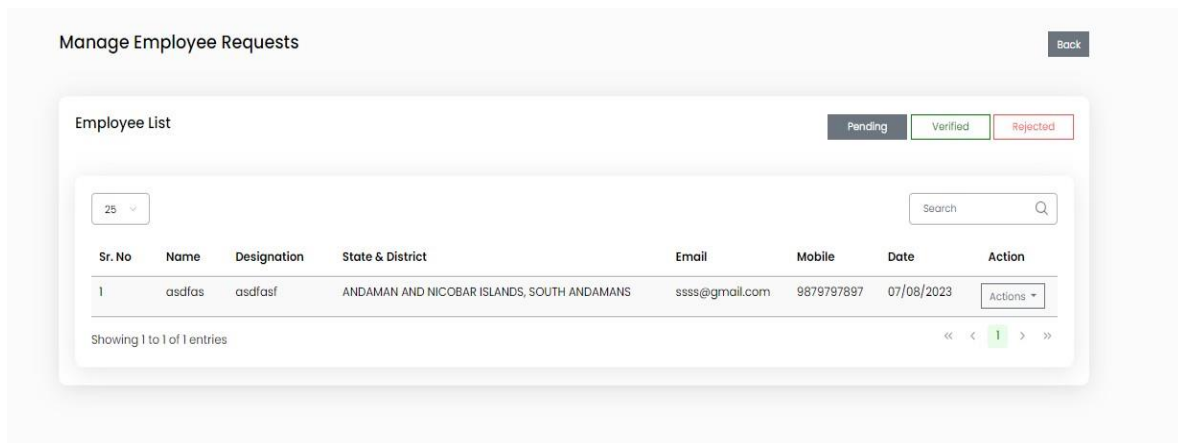 Manage Employee Requests
Back
Employee List
Pending Verified Rejected
25 Search
Sr. No Name Designation State & District Email Mobile Date Action
1 asdfas asdfasf ANDAMAN AND NICOBAR ISLANDS, SOUTH ANDAMANS ssss@gmail.com 9879797897 07/08/2023 Actions
Showing 1 to 1 of 1 entries « < 1 > »